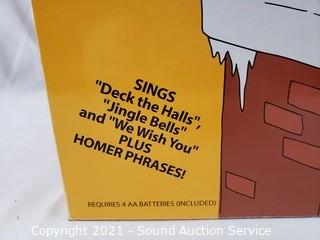 SINGS
"Deck the Halls",
"Jingle Bells"
and "We Wish You"
PLUS
HOMER PHRASES!
REQUIRES 4 AA BATTERIES (INCLUDED)
Copyright 2021 - Sound Auction Service